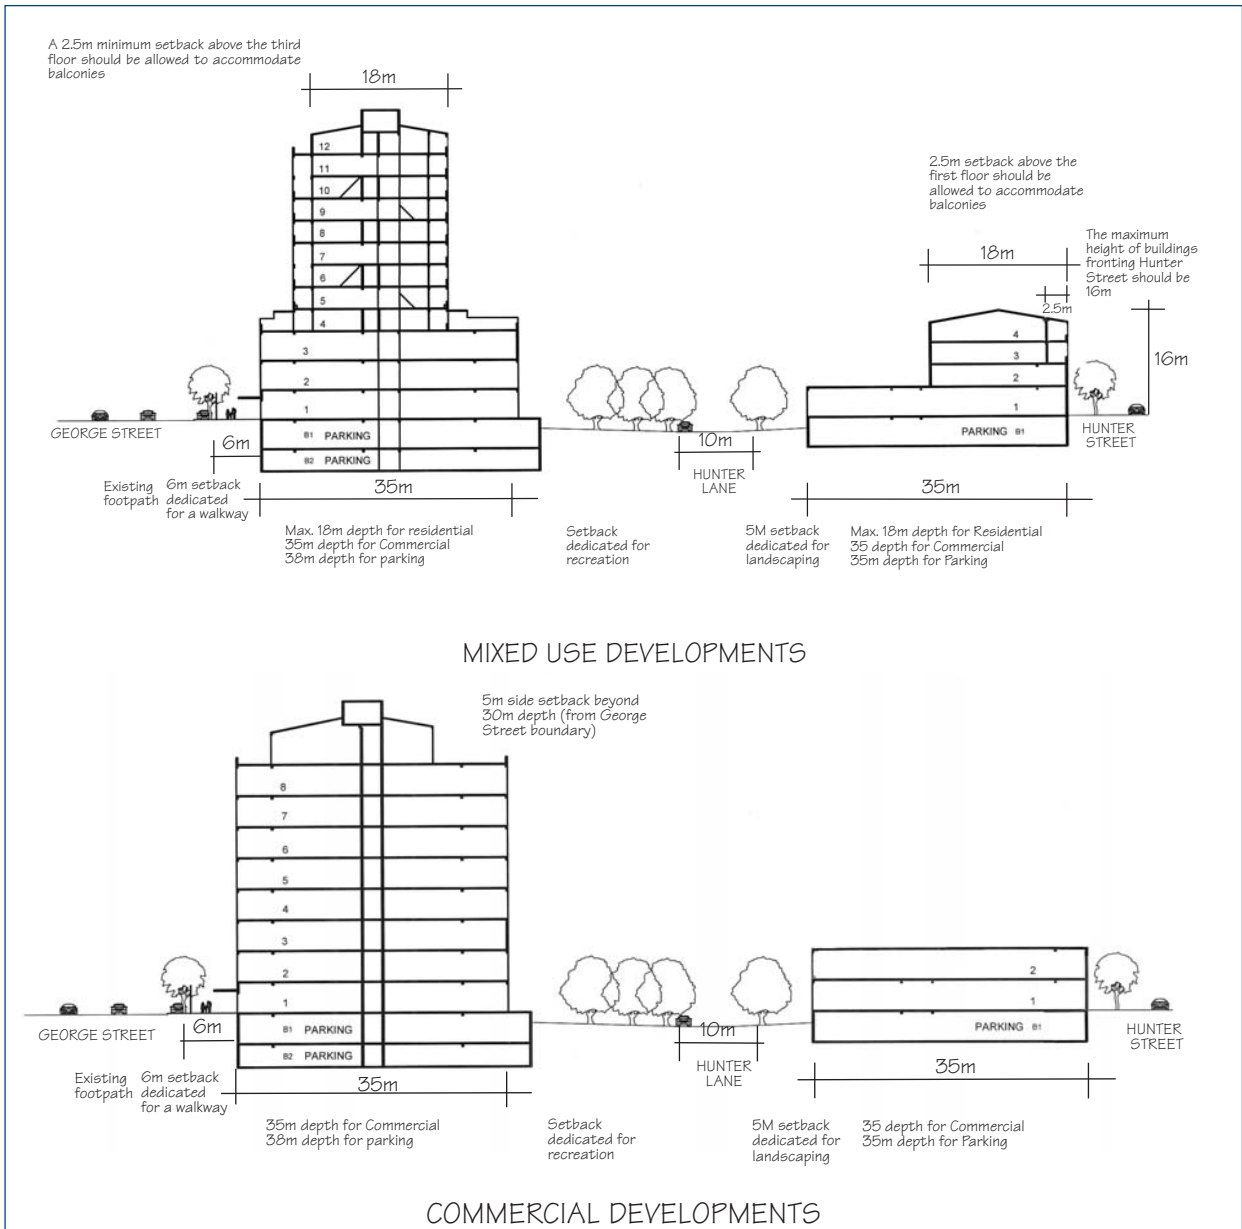 A 2.5m minimum setback above the third
floor should be allowed to accommodate
balconies
18m
12
11
10
9
8
7
6
5
4
3
2
1
B1 PARKING
B2 PARKING
GEORGE STREET
6m
Existing
footpath
6m setback
dedicated
for a walkway
35m
Max. 18m depth for residential
35m depth for Commercial
38m depth for parking
Setback
dedicated for
recreation
10m
HUNTER
LANE
5M setback
dedicated for
landscaping
2.5m setback above the
first floor should be
allowed to accommodate
balconies
18m
The maximum
height of buildings
fronting Hunter
Street should be
16m
2.5m
16m
4
3
2
1
PARKING B1
HUNTER
STREET
35m
Max. 18m depth for Residential
35 depth for Commercial
35m depth for Parking
MIXED USE DEVELOPMENTS
5m side setback beyond
30m depth (from George
Street boundary)
8
7
6
5
4
3
2
1
B1 PARKING
B2 PARKING
GEORGE STREET
6m
Existing
footpath
6m setback
dedicated
for a walkway
35m
35m depth for Commercial
38m depth for parking
Setback
dedicated for
recreation
10m
HUNTER
LANE
5M setback
dedicated for
landscaping
2
1
PARKING B1
HUNTER
STREET
35m
35 depth for Commercial
35m depth for Parking
COMMERCIAL DEVELOPMENTS